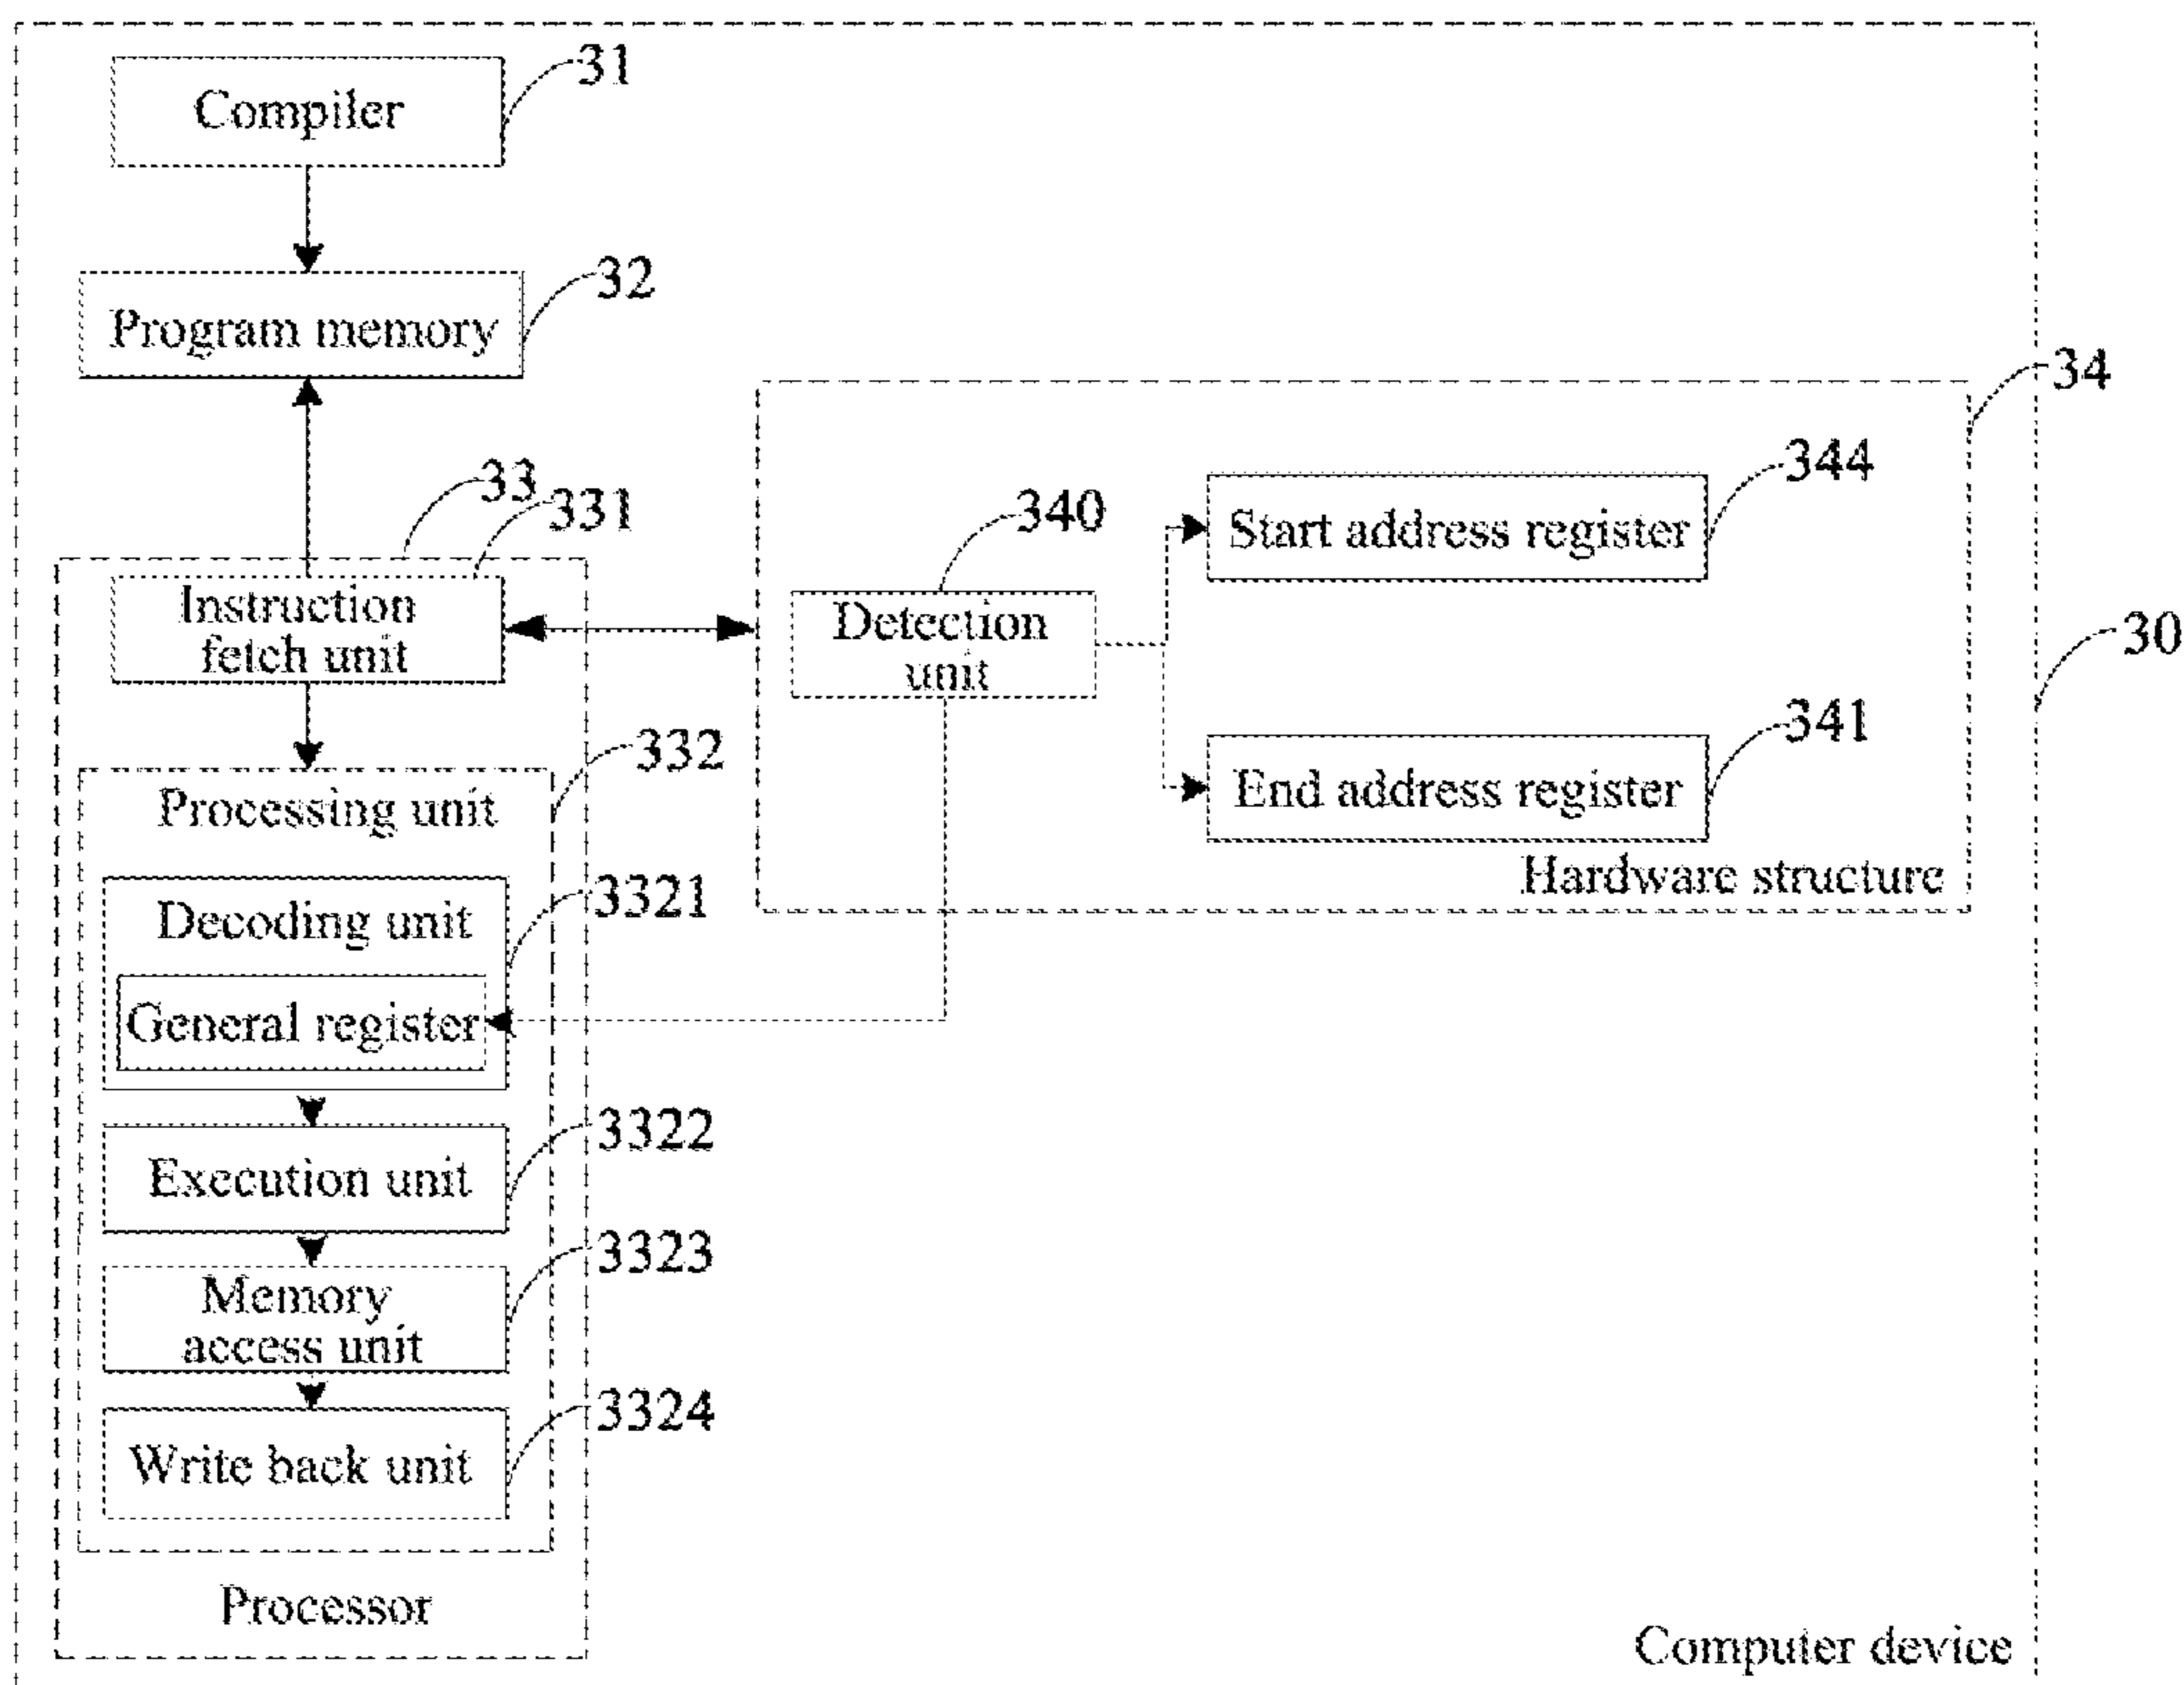 Compiler
31
Program memory
32
34
33
331
340
344
Start address register
Instruction
fetch unit
Detection
unit
30
341
End address register
332
Processing unit
Hardware structure
3321
Decoding unit
General register
3322
Execution unit
3323
Memory
access unit
3324
Write back unit
Processor
Computer device